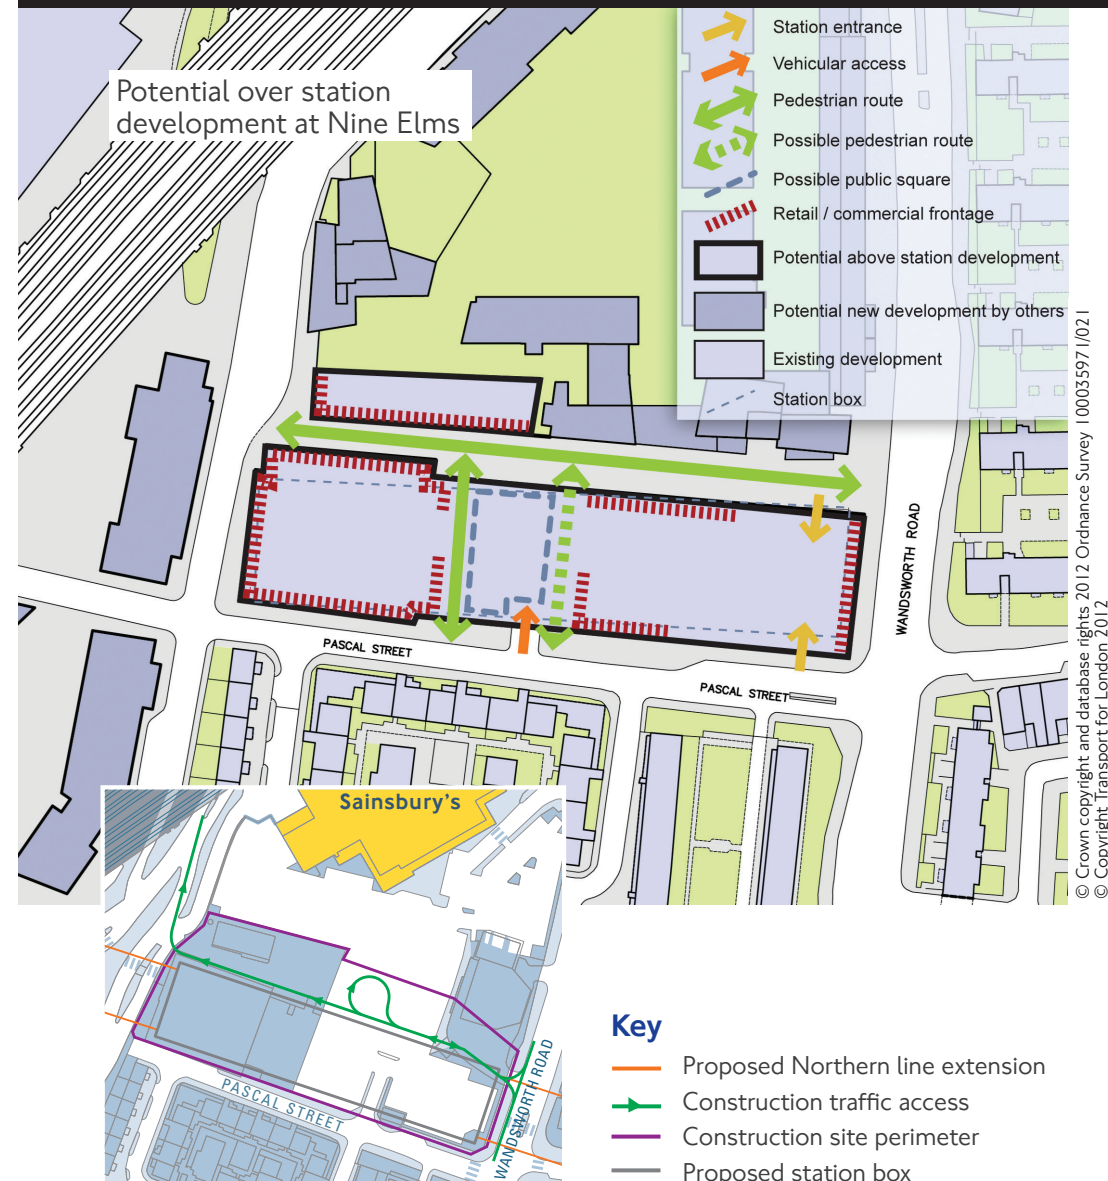 Potential over station
development at Nine Elms
Station entrance
Vehicular access
Pedestrian route
Possible pedestrian route
Possible public square
Retail / commercial frontage
Potential above station development
Potential new development by others
Existing development
Station box
WANDSWORTH ROAD
PASCAL STREET
PASCAL STREET
© Crown copyright and database rights 2012 Ordnance Survey 100035971/021
© Copyright Transport for London 2012
Sainsbury's
PASCAL STREET
WANDSWORTH ROAD
Key
Proposed Northern line extension
Construction traffic access
Construction site perimeter
Proposed station box